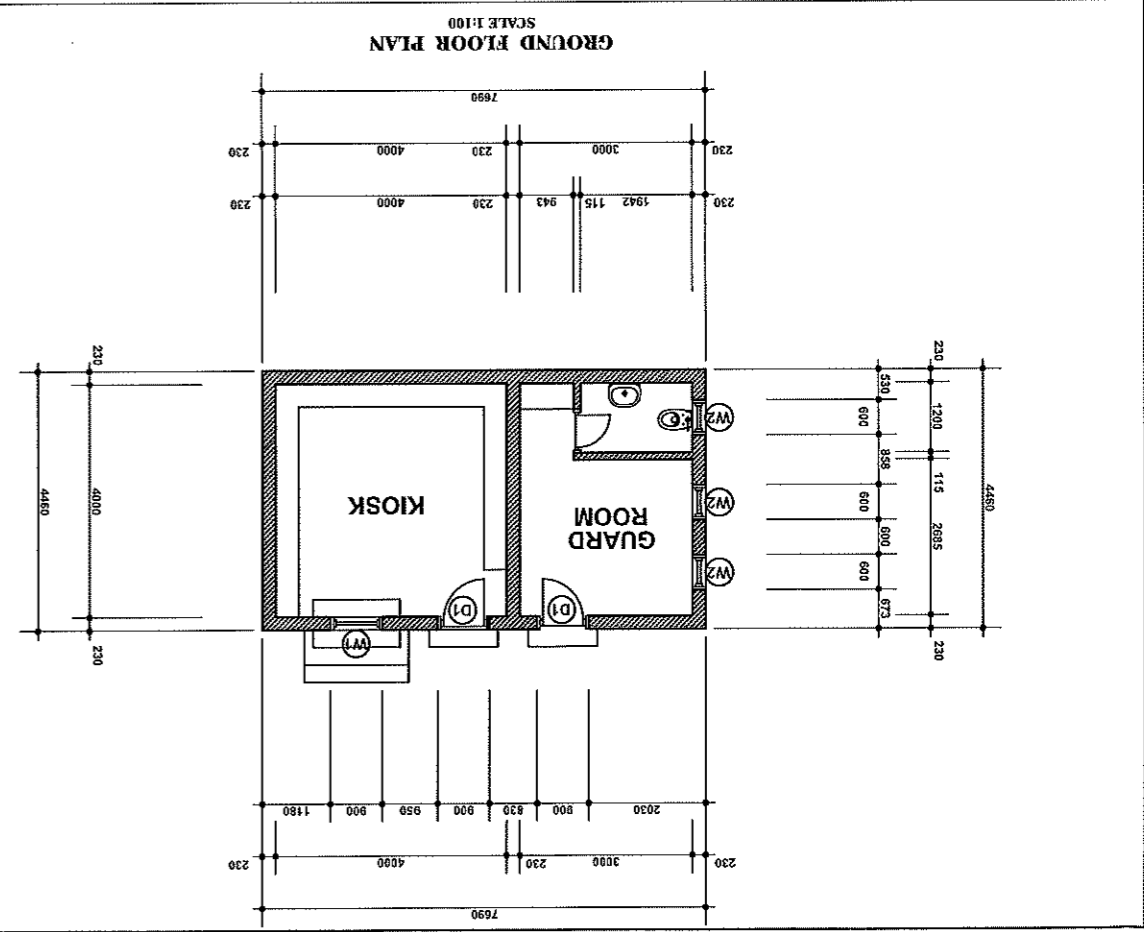 7690
230 3000 230 4000 230
2030 900 830 900 950 900 1180
W1
D1 D1
W2
GUARD
ROOM
KIOSK
W2
W2
4460
230
2685
115
1200
230
673
600
600
600
858
600
530
230
4000
230
4460
230 1942 115 943 230 4000 230
230 3000 230 4000 230
7690
GROUND FLOOR PLAN
SCALE 1:100